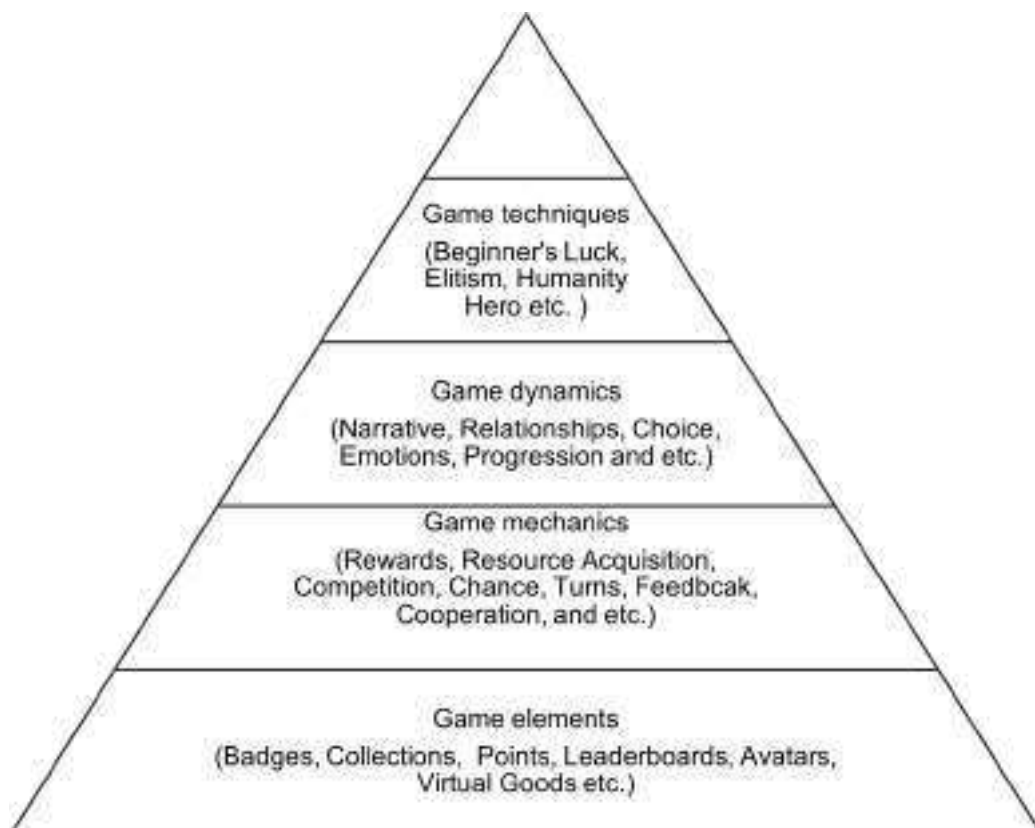 Game techniques
(Beginner's Luck,
Elitism, Humanity
Hero etc. )
Game dynamics
(Narrative, Relationships, Choice,
Emotions, Progression and etc.)
Game mechanics
(Rewards, Resource Acquisition,
Competition, Chance, Turns, Feedbcak,
Cooperation, and etc.)
Game elements
(Badges, Collections, Points, Leaderboards, Avatars,
Virtual Goods etc.)